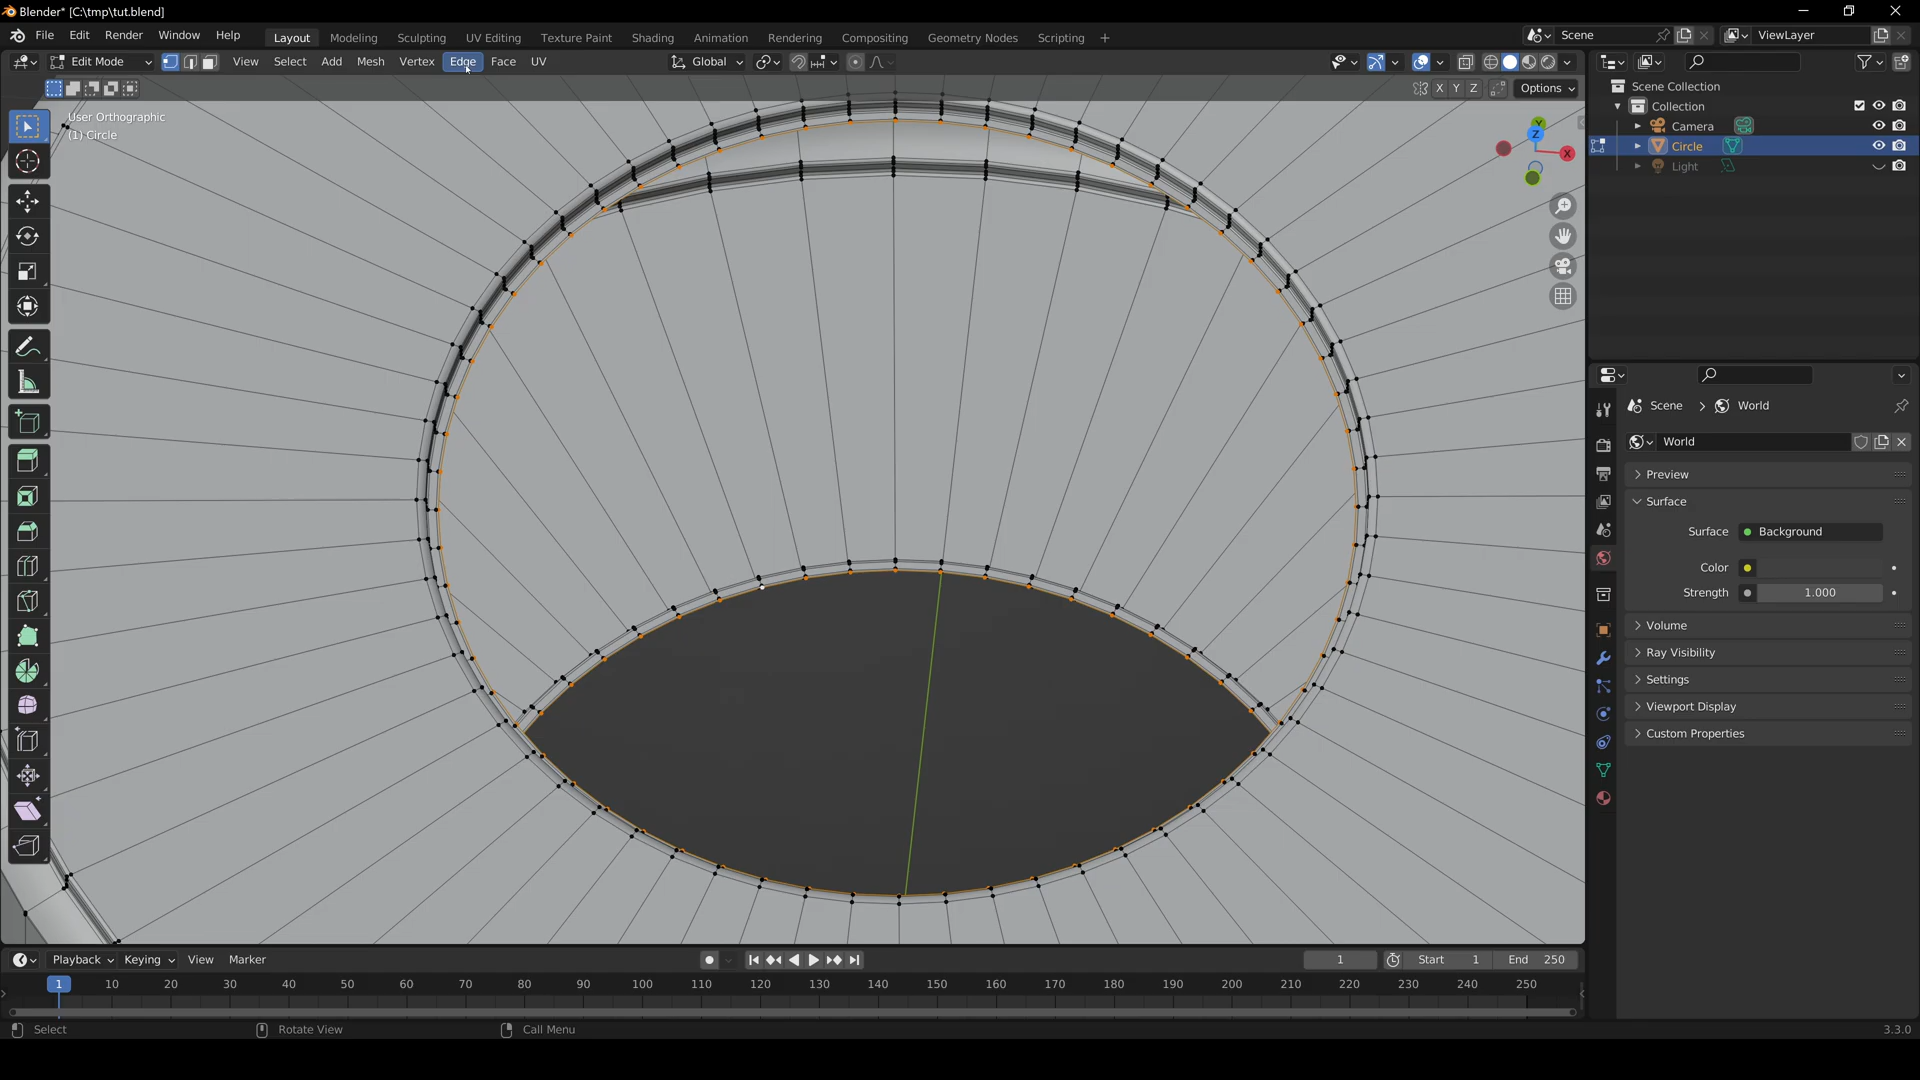 Blender* [C:\tmp\tut.blend]
File Edit Render Window Help Layout Modeling Sculpting UV Editing Texture Paint Shading Animation Rendering Compositing Geometry Nodes Scripting + Scene ViewLayer
Edit Mode View Select Add Mesh Vertex Edge Face UV Global
X Y Z Options
User Orthographic
(1) Circle
Y
Z
X
Scene Collection
Collection
Camera
Circle
Light
Scene > World
World
Preview
Surface
Surface Background
Color
Strength 1.000
Volume
Ray Visibility
Settings
Viewport Display
Custom Properties
Playback Keying View Marker 1 Start 1 End 250
1 10 20 30 40 50 60 70 80 90 100 110 120 130 140 150 160 170 180 190 200 210 220 230 240 250
Select Rotate View Call Menu 3.3.0